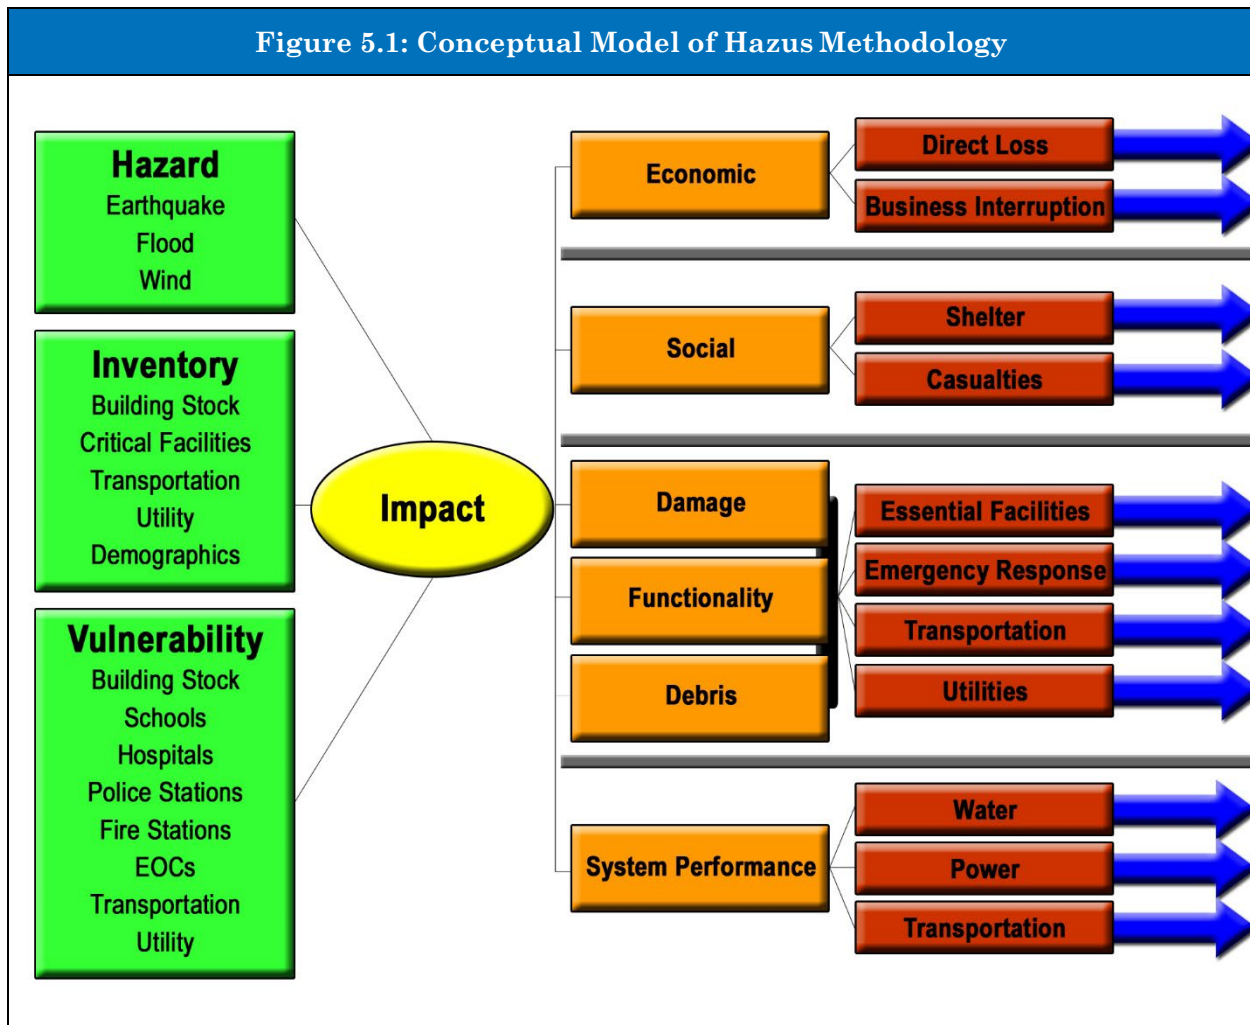 Figure 5.1: Conceptual Model of Hazus Methodology
Hazard
Earthquake
Flood
Wind
Inventory
Building Stock
Critical Facilities
Transportation
Utility
Demographics
Vulnerability
Building Stock
Schools
Hospitals
Police Stations
Fire Stations
EOCs
Transportation
Utility
Impact
Economic
Direct Loss
Business Interruption
Social
Shelter
Casualties
Damage
Functionality
Debris
Essential Facilities
Emergency Response
Transportation
Utilities
System Performance
Water
Power
Transportation